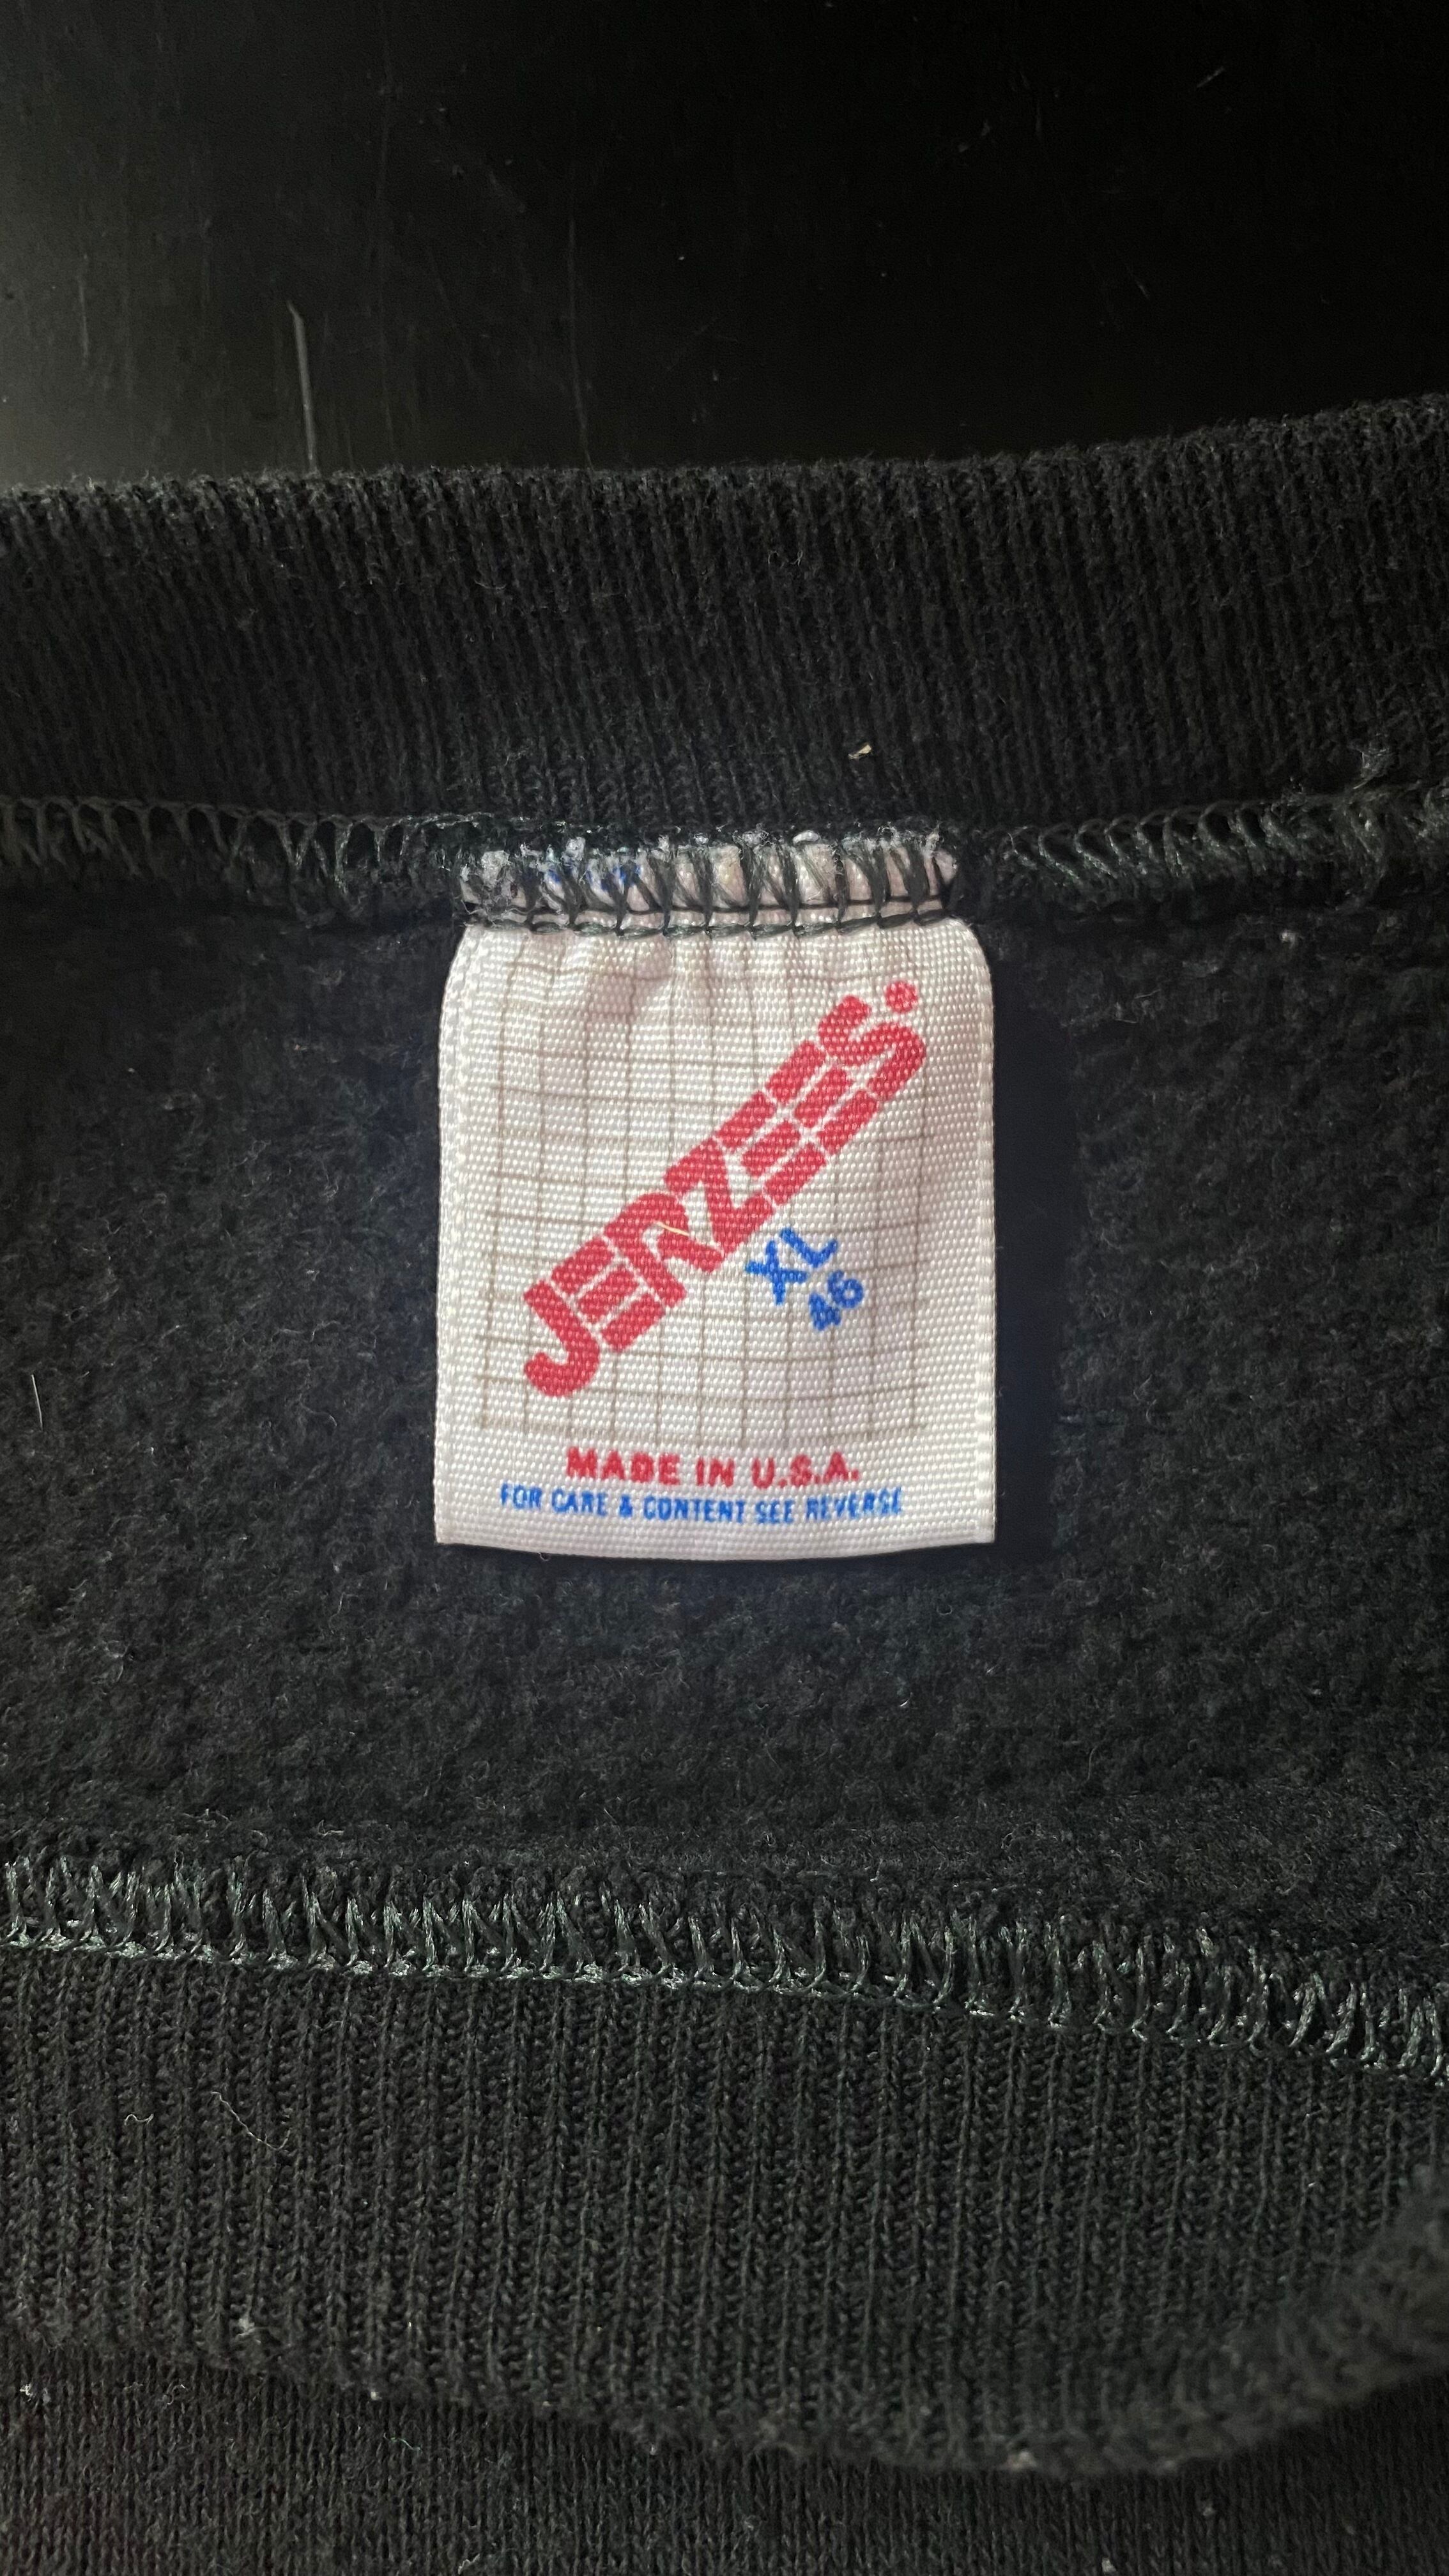 JERZEES.
XL
46
MADE IN U.S.A.
FOR CARE & CONTENT SEE REVERSE